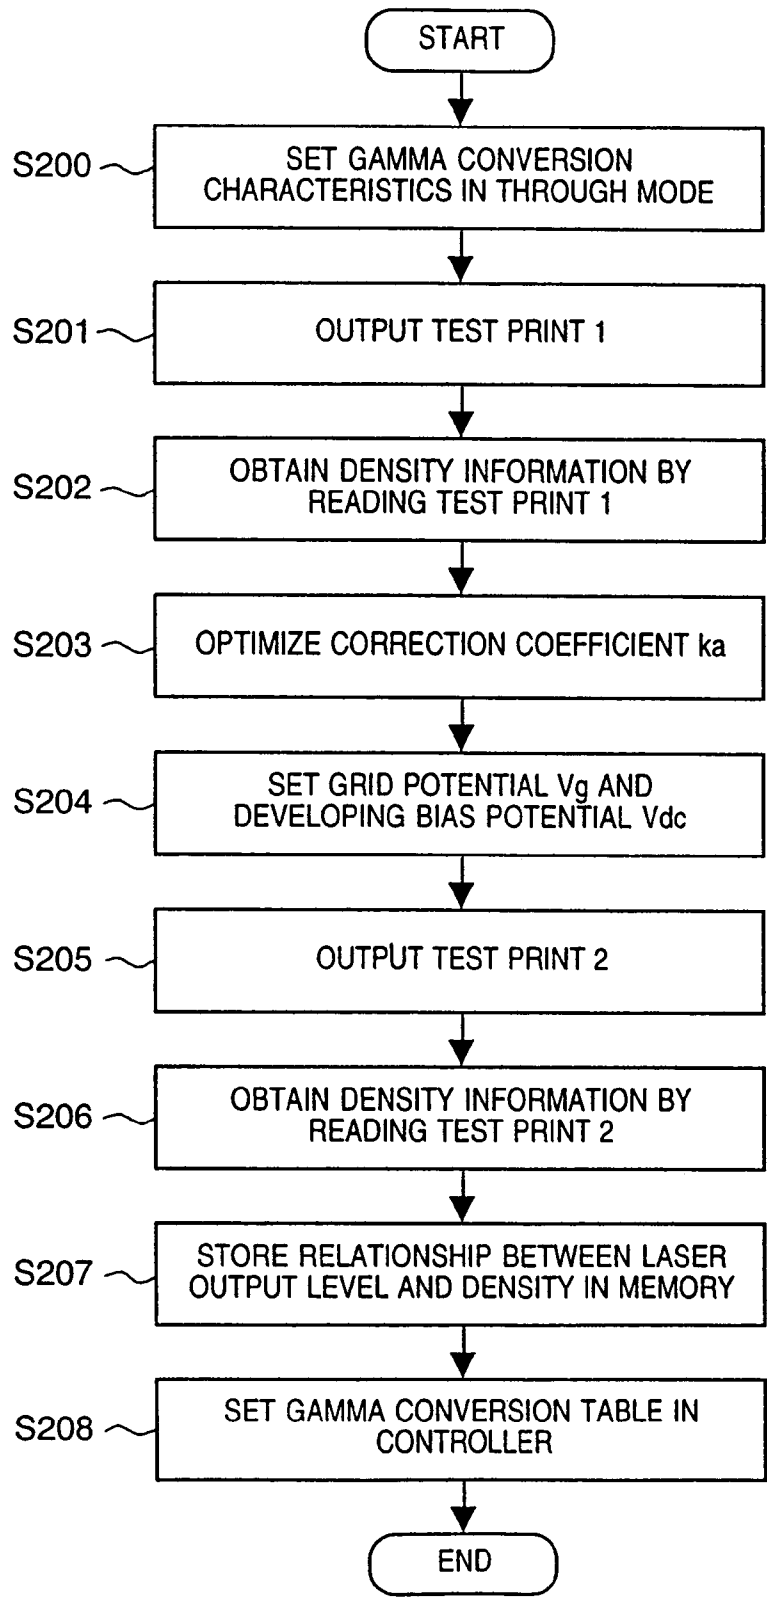 START
S200
SET GAMMA CONVERSION
CHARACTERISTICS IN THROUGH MODE
S201
OUTPUT TEST PRINT 1
S202
OBTAIN DENSITY INFORMATION BY
READING TEST PRINT 1
S203
OPTIMIZE CORRECTION COEFFICIENT ka
S204
SET GRID POTENTIAL Vg AND
DEVELOPING BIAS POTENTIAL Vdc
S205
OUTPUT TEST PRINT 2
S206
OBTAIN DENSITY INFORMATION BY
READING TEST PRINT 2
S207
STORE RELATIONSHIP BETWEEN LASER
OUTPUT LEVEL AND DENSITY IN MEMORY
S208
SET GAMMA CONVERSION TABLE IN
CONTROLLER
END